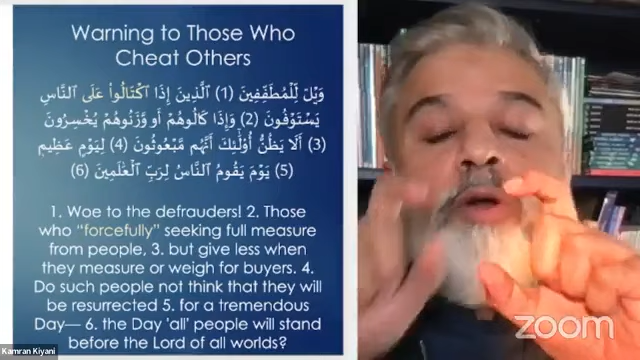 Warning to Those Who
Cheat Others
وَيْلٌ لِّلْمُطَفِّفِينَ (1) ٱلَّذِينَ إِذَا ٱكْتَالُوا۟ عَلَى ٱلنَّاسِ
يَسْتَوْفُونَ (2) وَإِذَا كَالُوهُمْ أَو وَّزَنُوهُمْ يُخْسِرُونَ
(3) أَلَا يَظُنُّ أُو۟لَٰٓئِكَ أَنَّهُم مَّبْعُوثُونَ (4) لِيَوْمٍ عَظِيمٍ
(5) يَوْمَ يَقُومُ ٱلنَّاسُ لِرَبِّ ٱلْعَٰلَمِينَ (6)
1. Woe to the defrauders! 2. Those
who “forcefully” seeking full measure
from people, 3. but give less when
they measure or weigh for buyers. 4.
Do such people not think that they will
be resurrected 5. for a tremendous
Day— 6. the Day 'all' people will stand
before the Lord of all worlds?
Kamran Kiyani
zoom